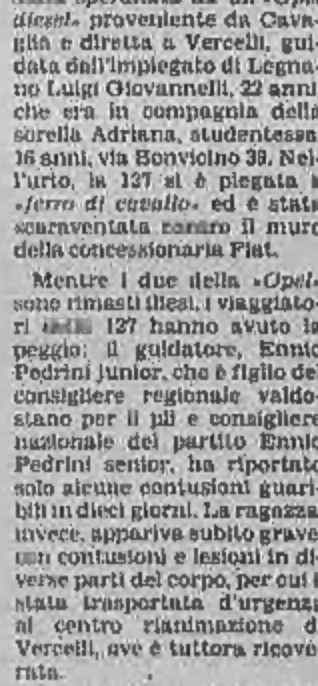 diesel» proveniente da Cava-
glià e diretta a Vercelli, gui-
data dall'impiegato di Legna-
no Luigi Giovannelli, 22 anni,
che era in compagnia della
sorella Adriana, studentessa
16 anni, via Bonvicino 39. Nel-
l'urto, la 127 si è piegata a
«ferro di cavallo» ed è stata
scaraventata contro il muro
della concessionaria Fiat.
Mentre i due della «Opel»
sono rimasti illesi, i viaggiato-
ri 127 hanno avuto la
peggio: il guidatore, Ennio
Pedrini junior, che è figlio del
consigliere regionale valdo-
stano per il pli e consigliere
nazionale del partito Ennio
Pedrini senior, ha riportato
solo alcune contusioni guari-
bili in dieci giorni. La ragazza
invece, appariva subito grave
con contusioni e lesioni in di-
verse parti del corpo, per cui è
stata trasportata d'urgenza
al centro rianimazione di
Vercelli, ove è tuttora ricove-
rata.